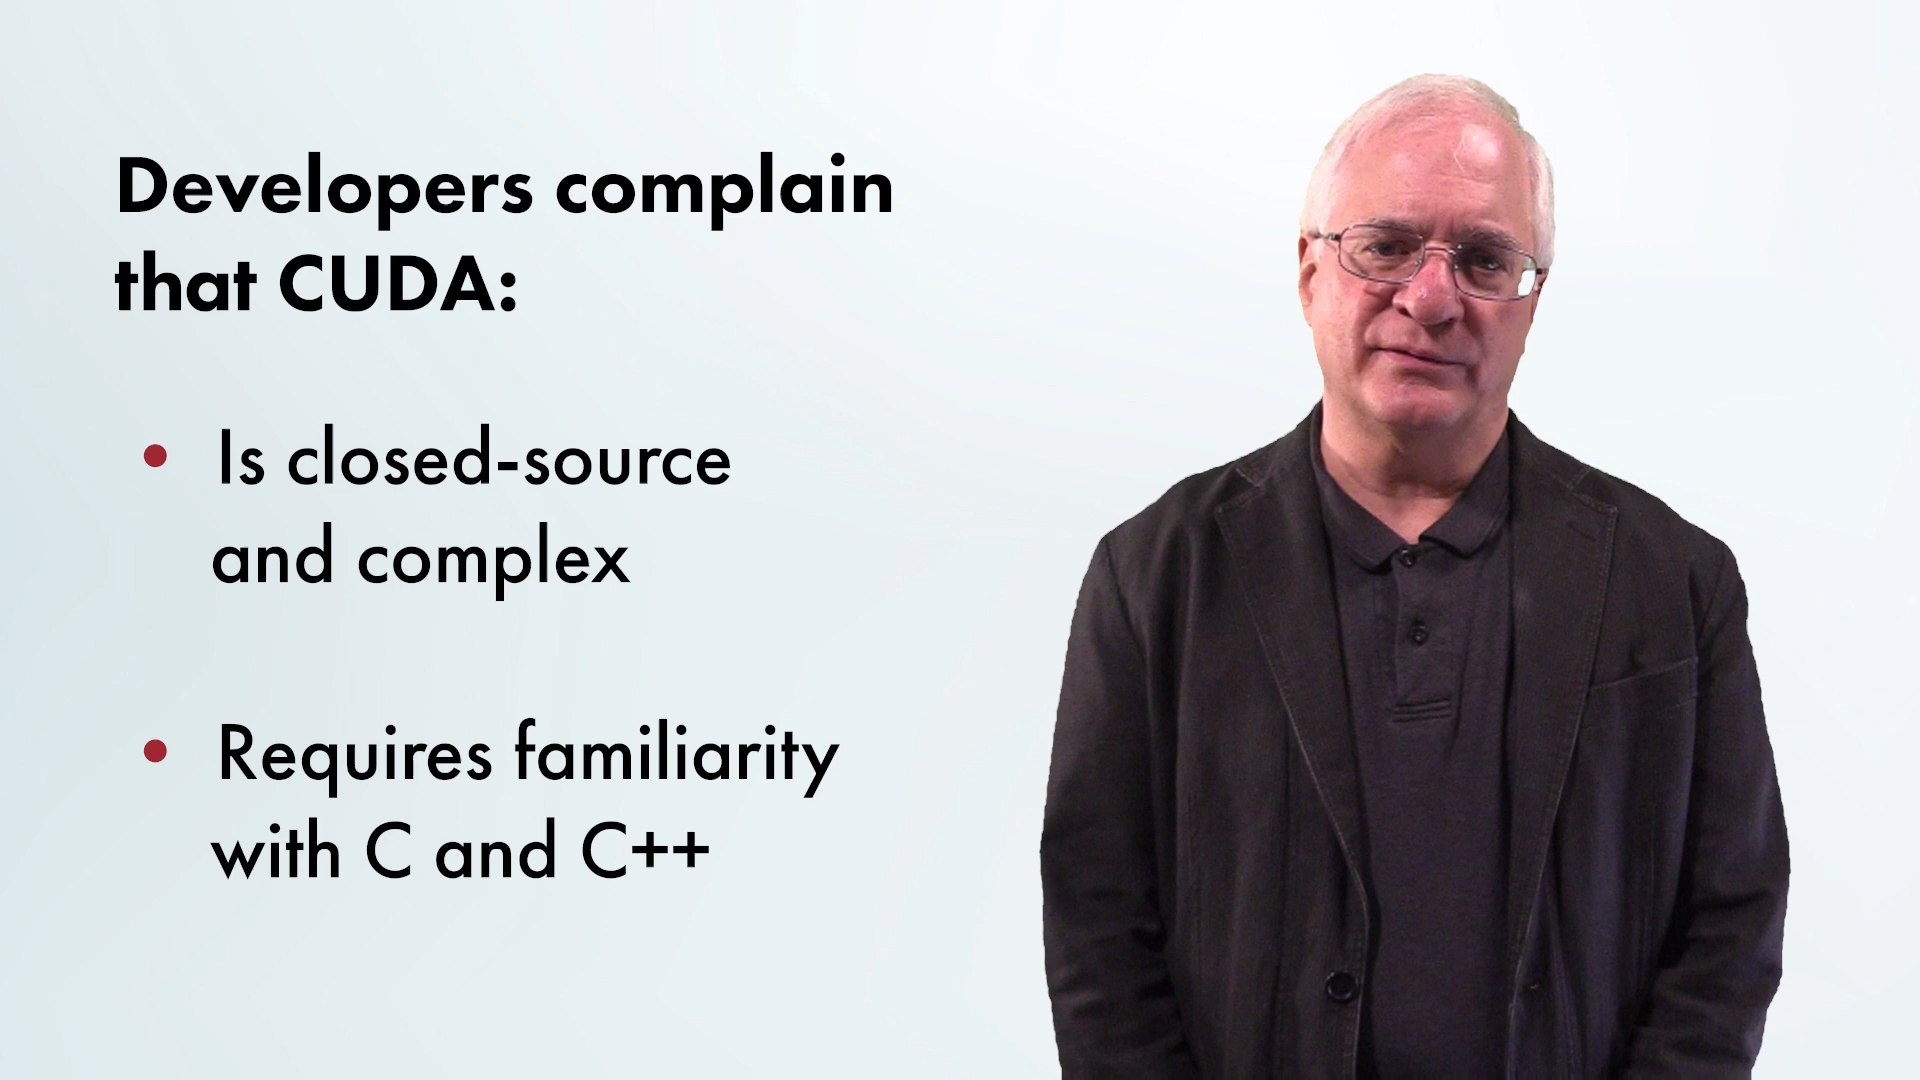 Developers complain
that CUDA:
• Is closed-source
and complex
• Requires familiarity
with C and C++